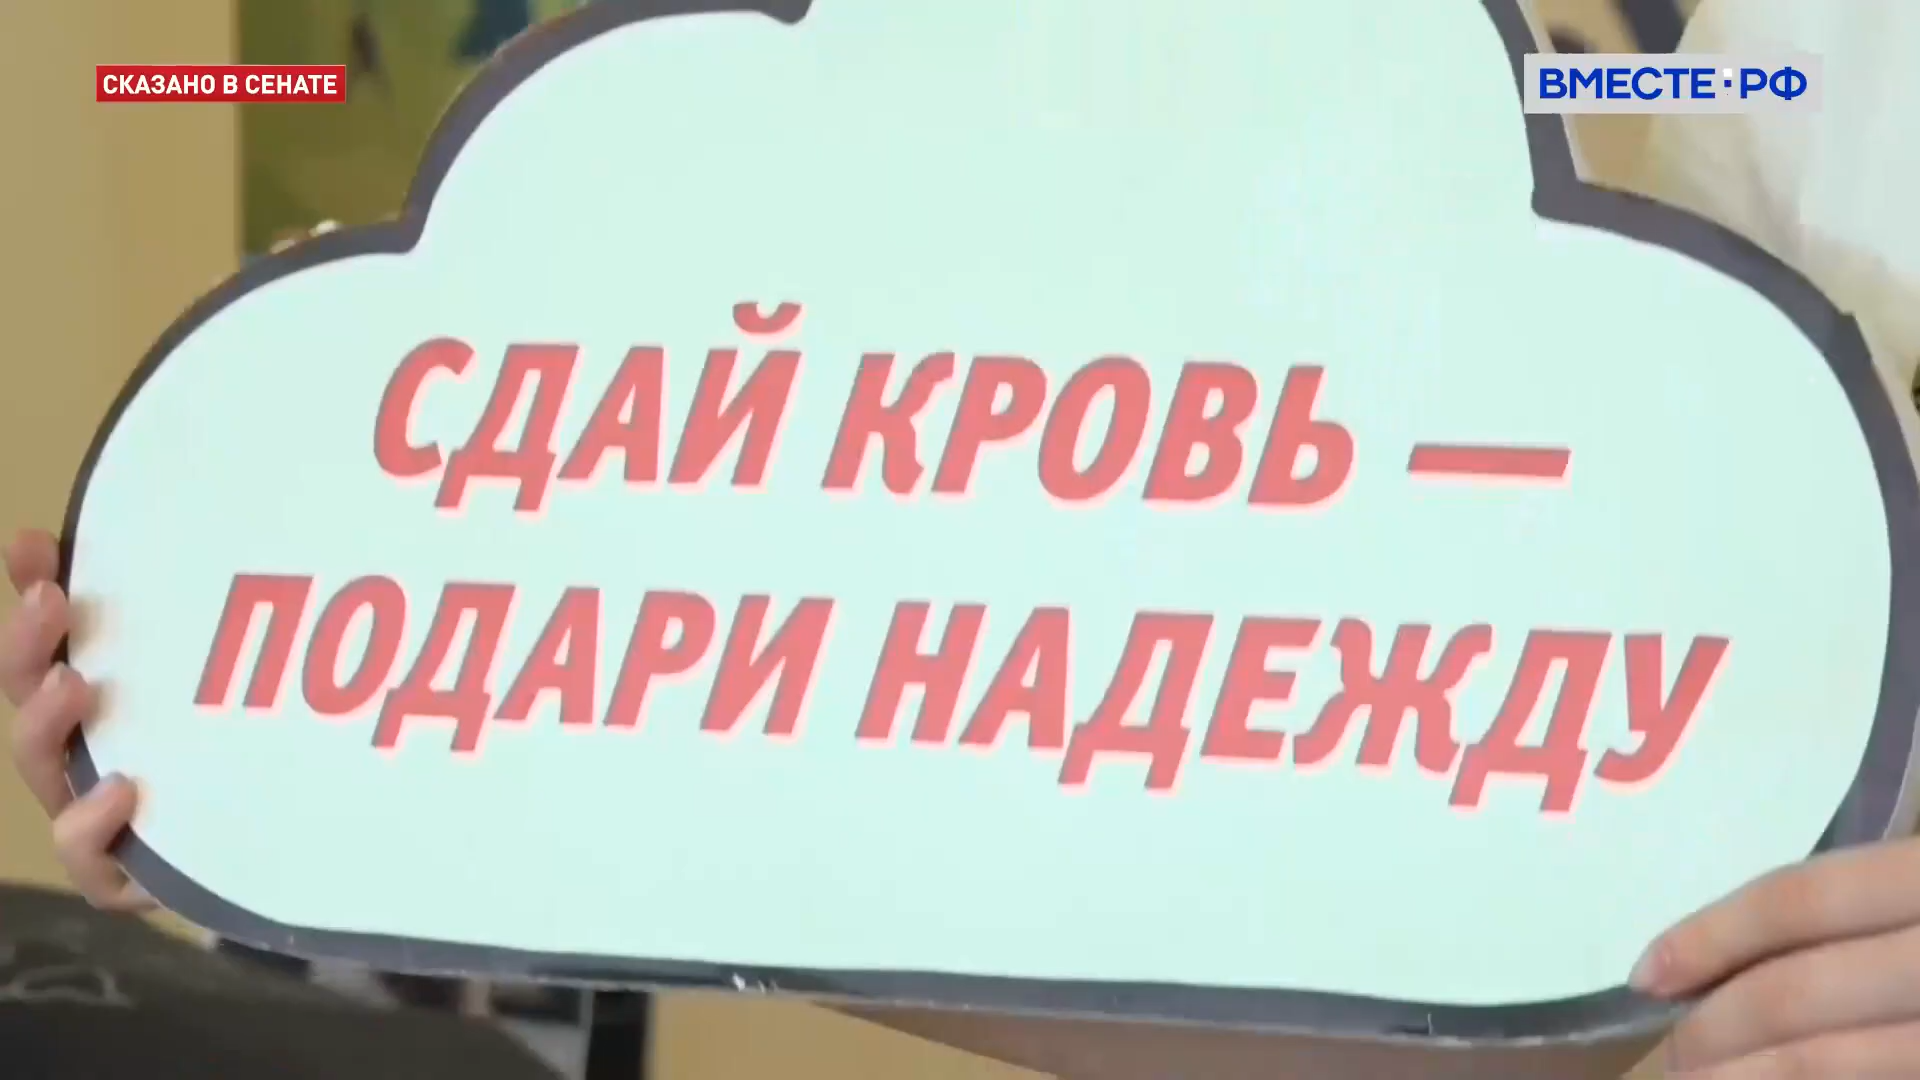 СКАЗАНО В СЕНАТЕ
ВМЕСТЕ:РФ
СДАЙ КРОВЬ —
ПОДАРИ НАДЕЖДУ